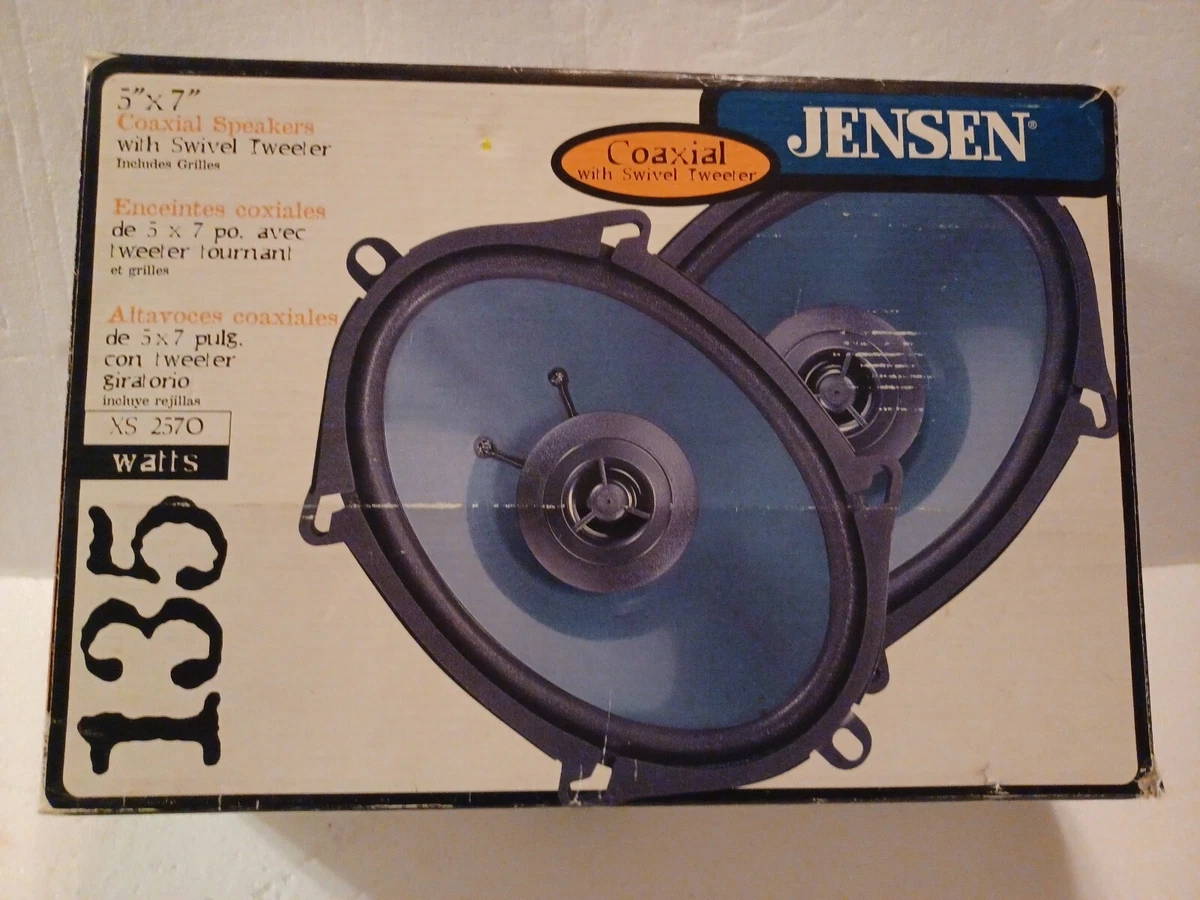 5"x 7"
Coaxial Speakers
with Swivel Tweeter
Includes Grilles
Enceintes coxiales
de 5 x 7 po. avec
tweeter tournant
et grilles
Altavoces coaxiales
de 5x7 pulg.
con tweeter
giratorio
incluye rejillas
XS 2570
watts
135
Coaxial
with Swivel Tweeter
JENSEN®